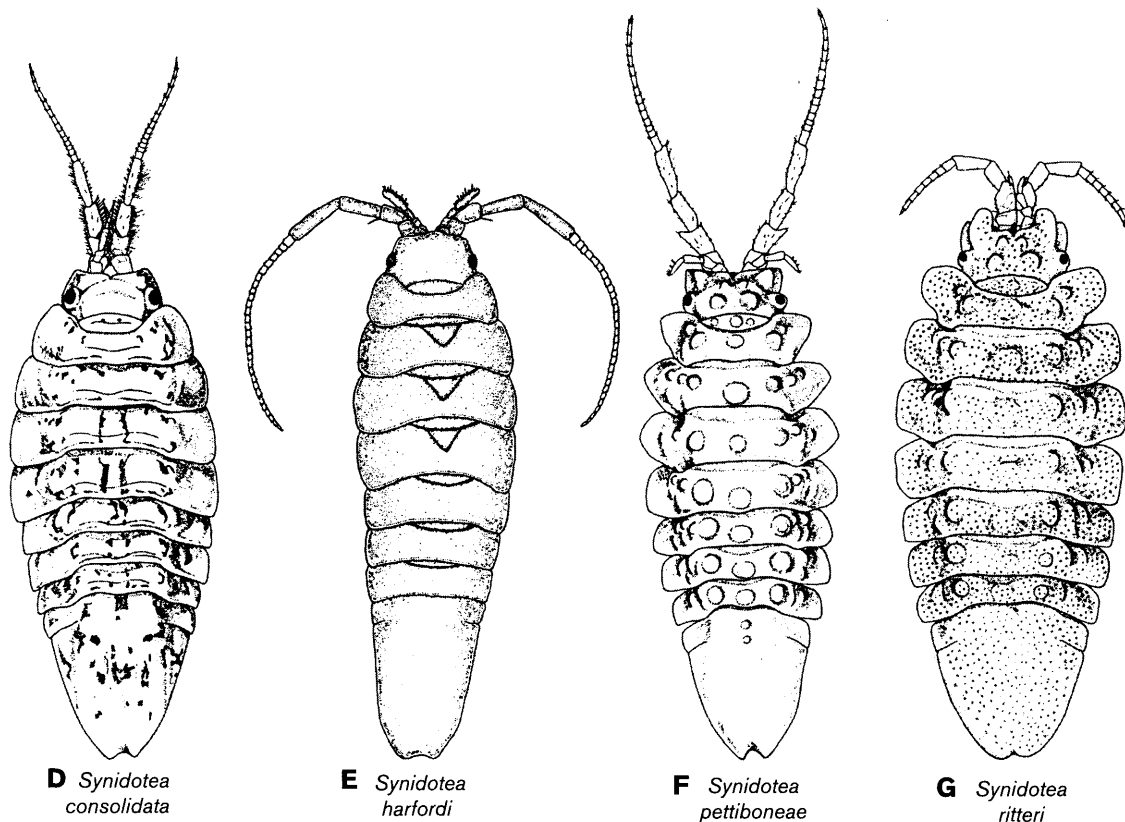 D Synidotea
consolidata
E Synidotea
harfordi
F Synidotea
pettiboneae
G Synidotea
ritteri